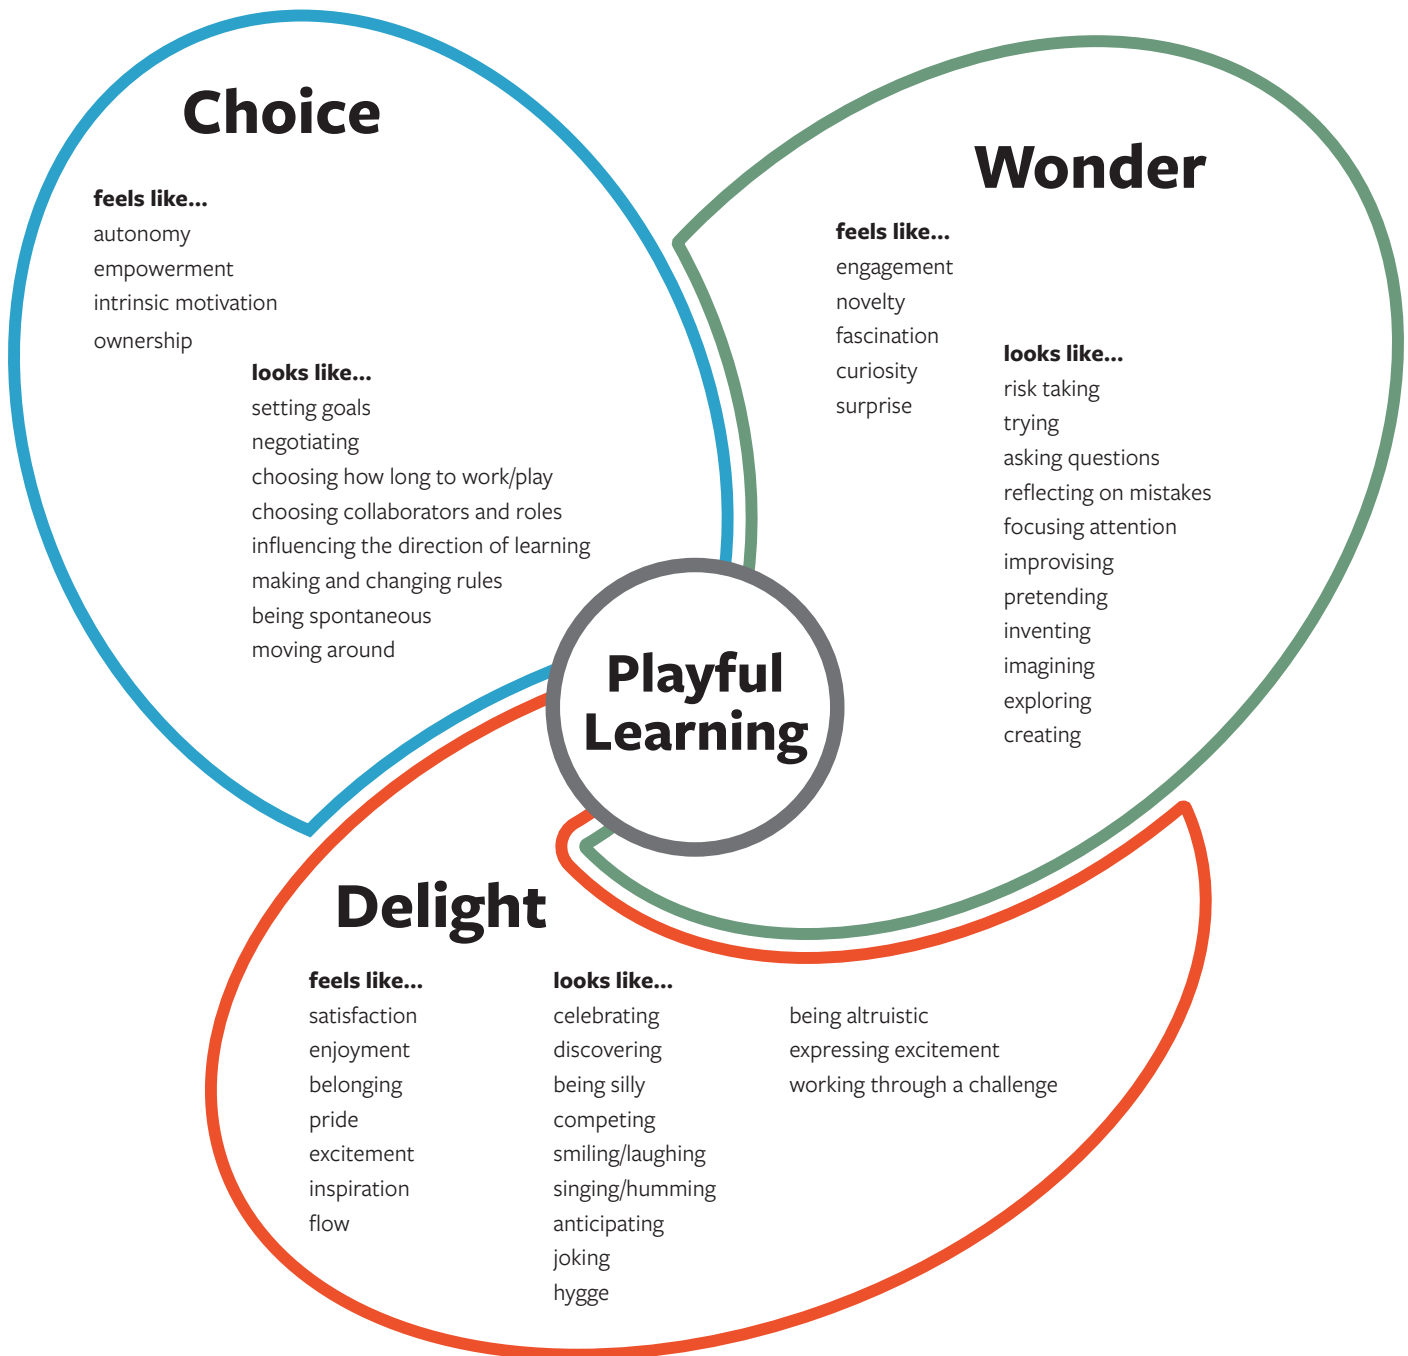 Choice
feels like...
autonomy
empowerment
intrinsic motivation
ownership
looks like...
setting goals
negotiating
choosing how long to work/play
choosing collaborators and roles
influencing the direction of learning
making and changing rules
being spontaneous
moving around
Wonder
feels like...
engagement
novelty
fascination
curiosity
surprise
looks like...
risk taking
trying
asking questions
reflecting on mistakes
focusing attention
improvising
pretending
inventing
imagining
exploring
creating
Playful
Learning
Delight
feels like...
satisfaction
enjoyment
belonging
pride
excitement
inspiration
flow
looks like...
celebrating
discovering
being silly
competing
smiling/laughing
singing/humming
anticipating
joking
hygge
being altruistic
expressing excitement
working through a challenge